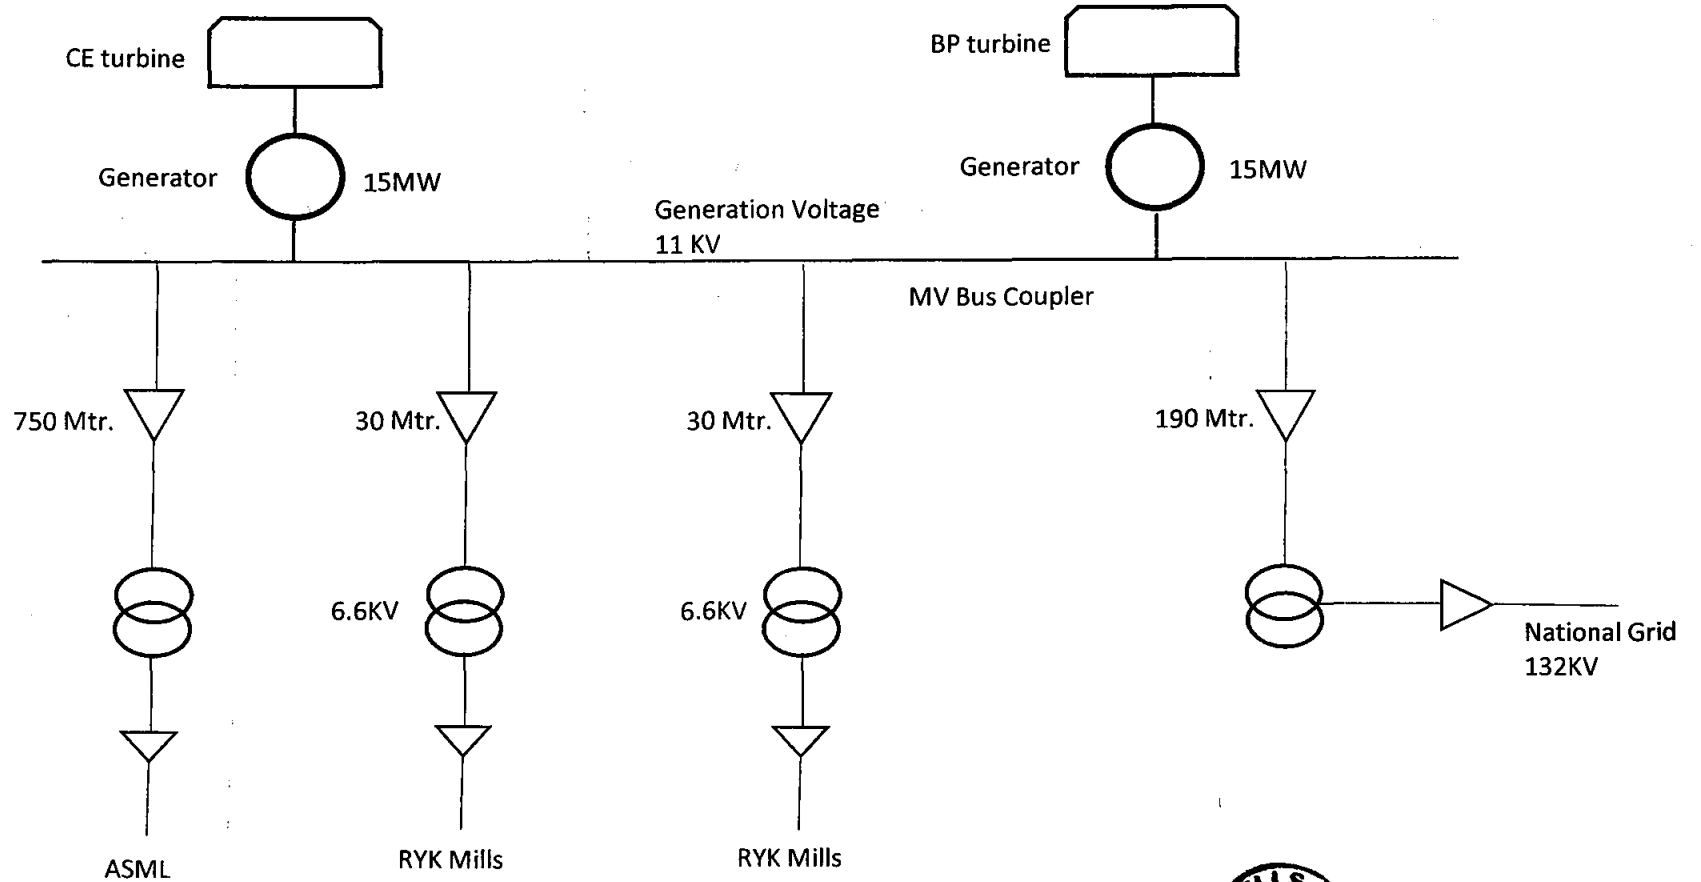 CE turbine
BP turbine
Generator
15MW
Generator
15MW
Generation Voltage
11 KV
MV Bus Coupler
750 Mtr.
30 Mtr.
30 Mtr.
190 Mtr.
6.6KV
6.6KV
National Grid
132KV
ASML
RYK Mills
RYK Mills